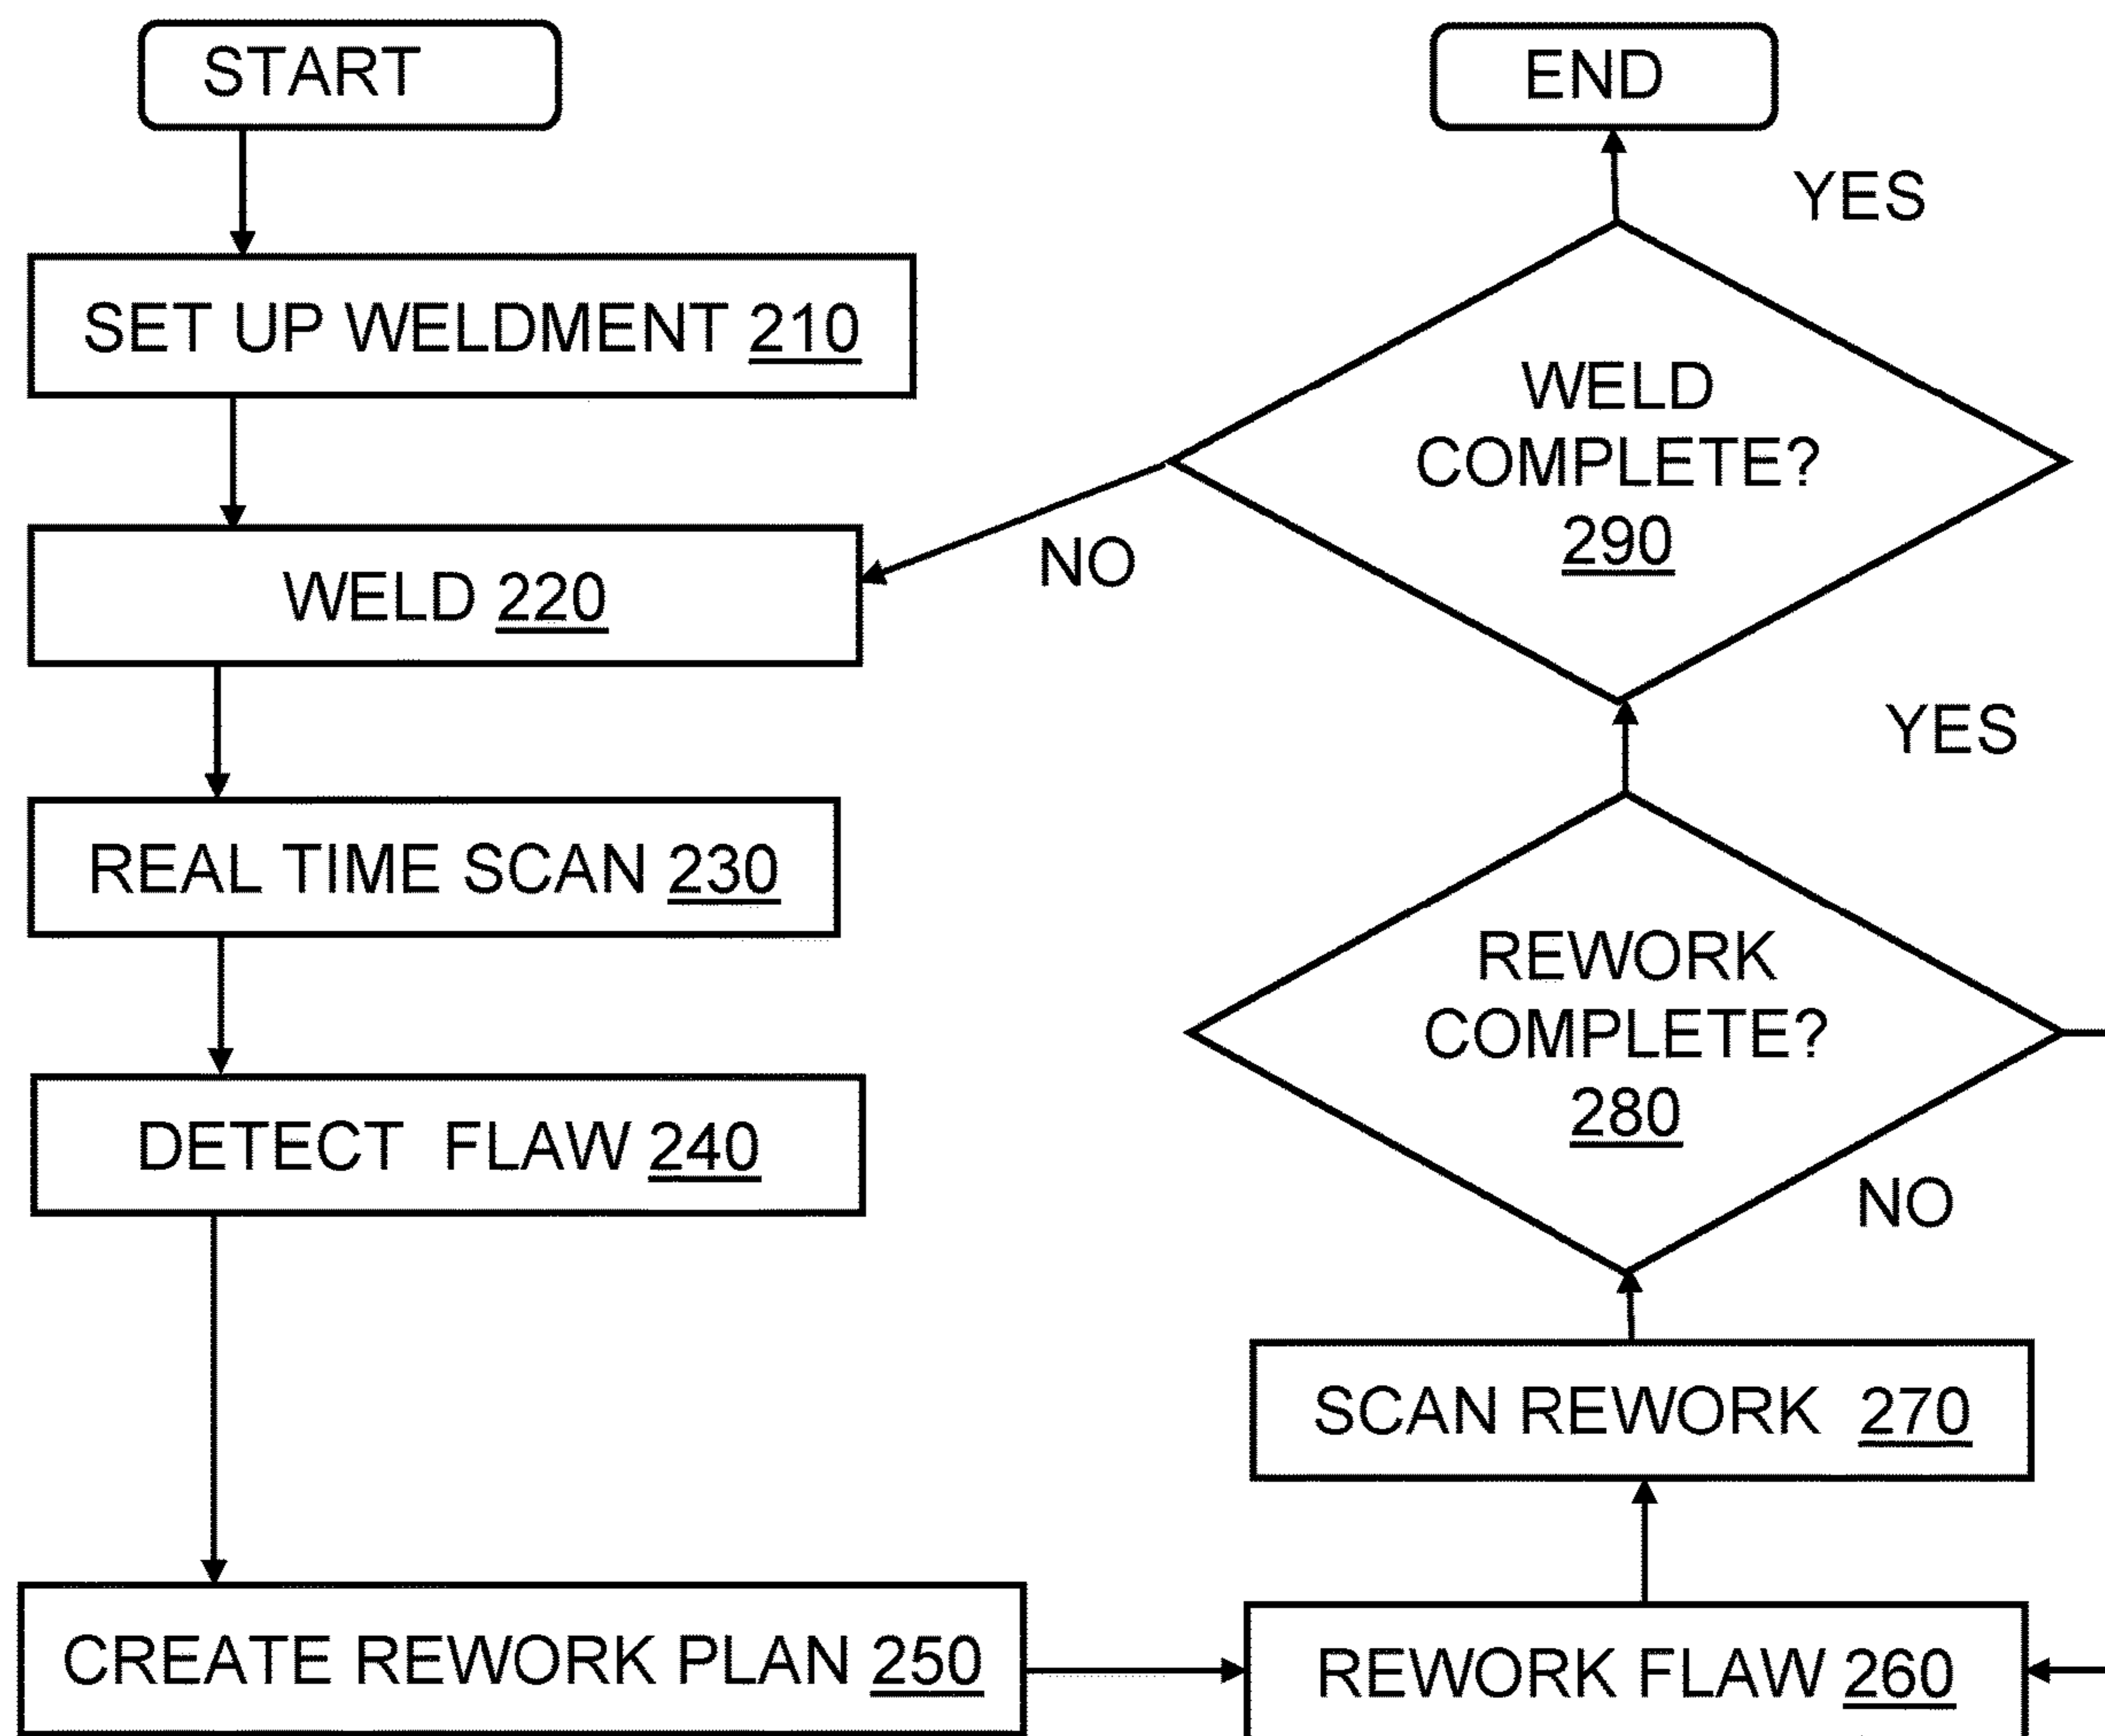 START
SET UP WELDMENT 210
WELD 220
REAL TIME SCAN 230
DETECT FLAW 240
CREATE REWORK PLAN 250
REWORK FLAW 260
SCAN REWORK 270
REWORK
COMPLETE?
280
NO
YES
WELD
COMPLETE?
290
NO
YES
END